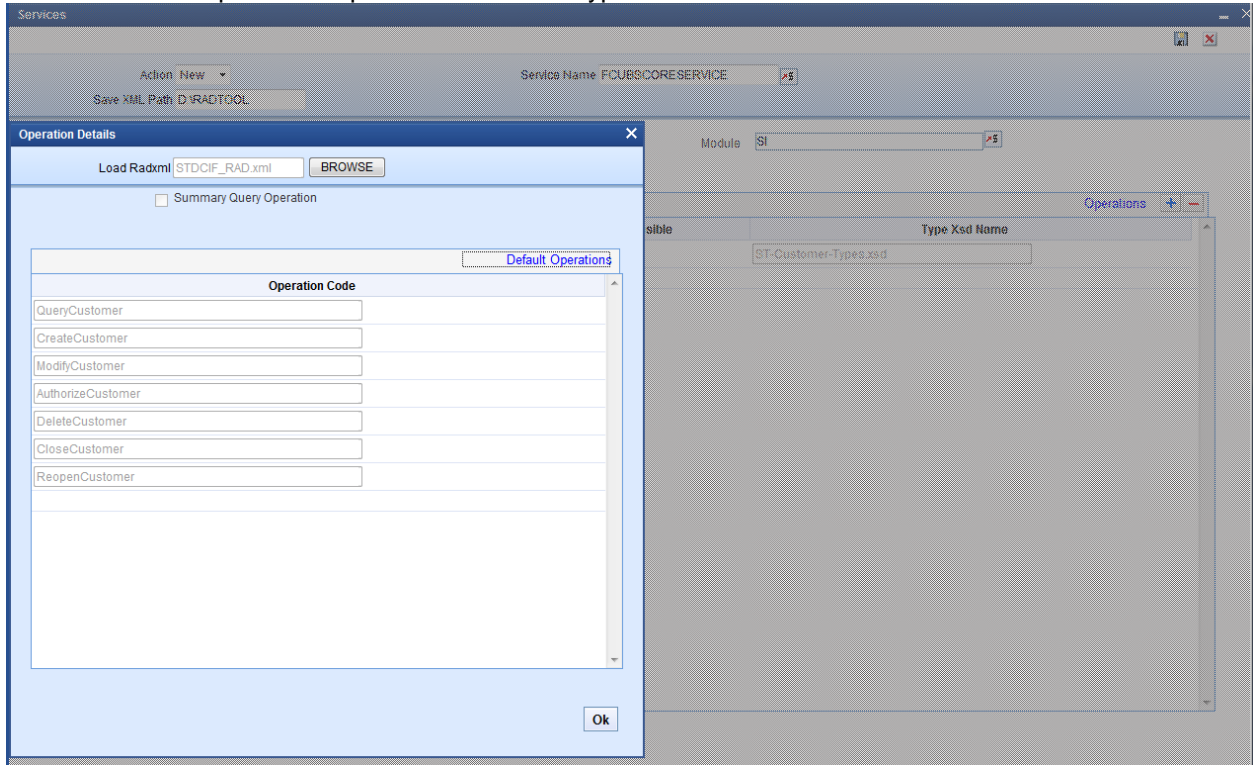 Services
Action New
Service Name FCUBSCORESERVICE
Save XML Path D:\RADTOOL
Operation Details
Module SI
Load Radxml STDCIF_RAD.xml BROWSE
Summary Query Operation
Operations + −
sible Type Xsd Name
ST-Customer-Types.xsd
Default Operations
Operation Code
QueryCustomer
CreateCustomer
ModifyCustomer
AuthorizeCustomer
DeleteCustomer
CloseCustomer
ReopenCustomer
Ok